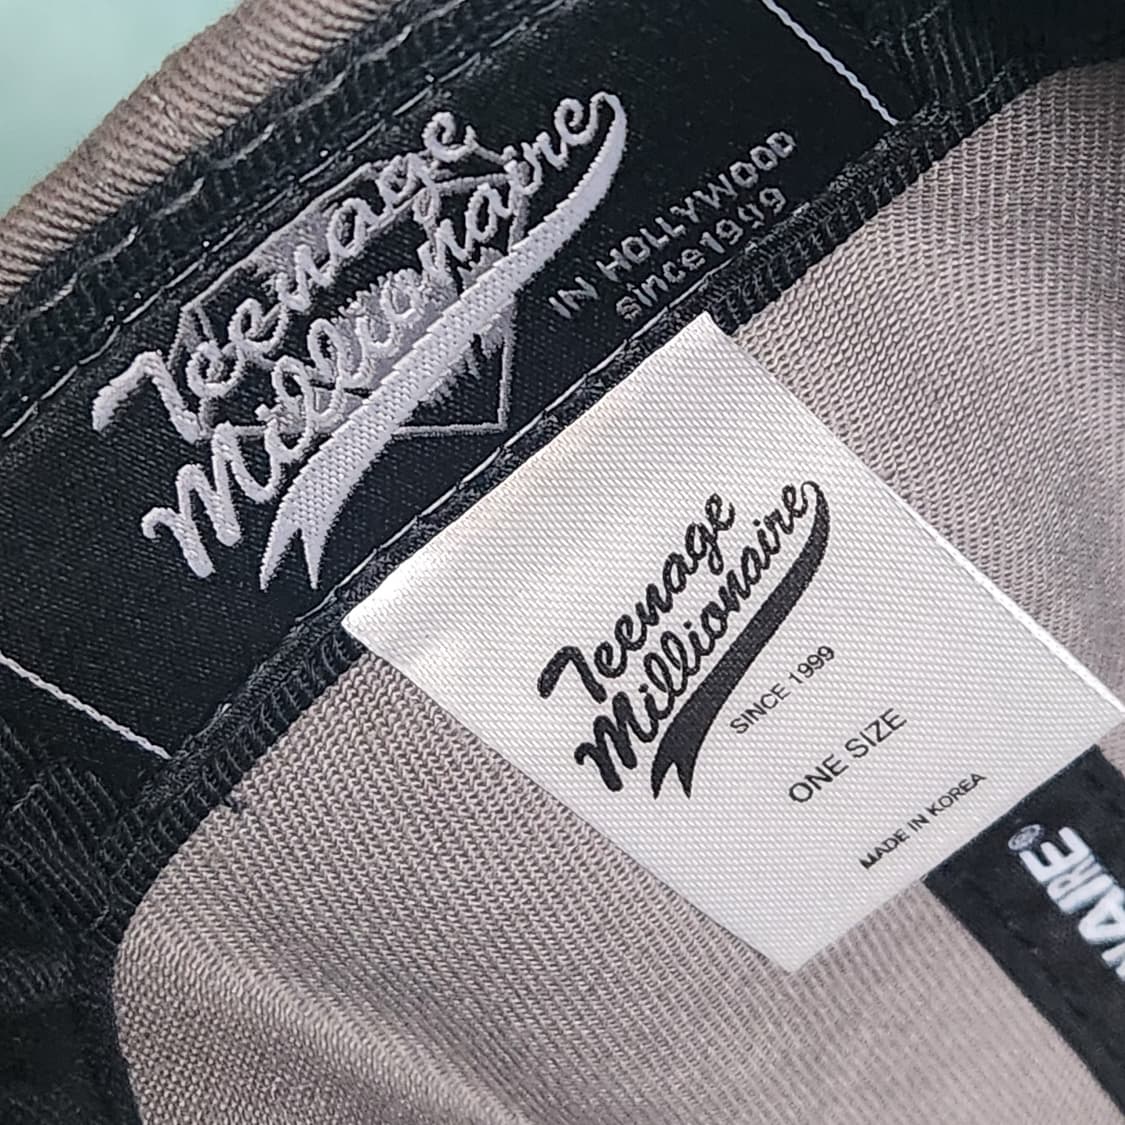 Teenage
Millionaire
IN HOLLYWOOD
since1999
Teenage
Millionaire
SINCE 1999
ONE SIZE
MADE IN KOREA
NAIRE